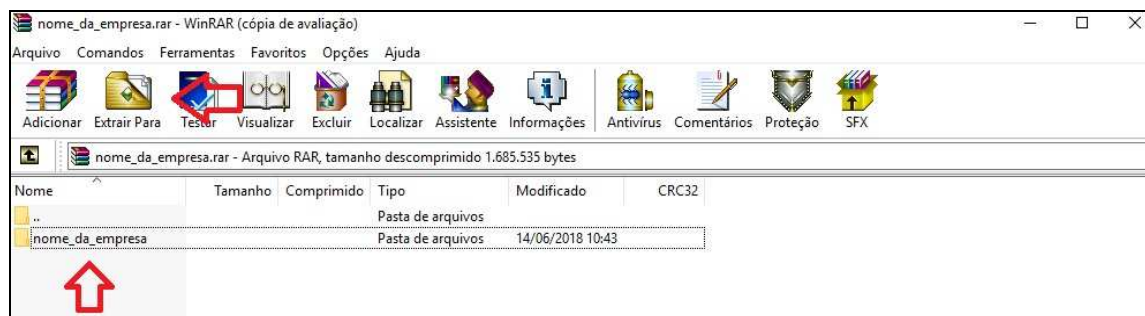 nome_da_empresa.rar - WinRAR (cópia de avaliação)
Arquivo Comandos Ferramentas Favoritos Opções Ajuda
Adicionar Extrair Para Testar Visualizar Excluir Localizar Assistente Informações Antivírus Comentários Proteção SFX
nome_da_empresa.rar - Arquivo RAR, tamanho descomprimido 1.685.535 bytes
Nome Tamanho Comprimido Tipo Modificado CRC32
.. Pasta de arquivos
nome_da_empresa Pasta de arquivos 14/06/2018 10:43